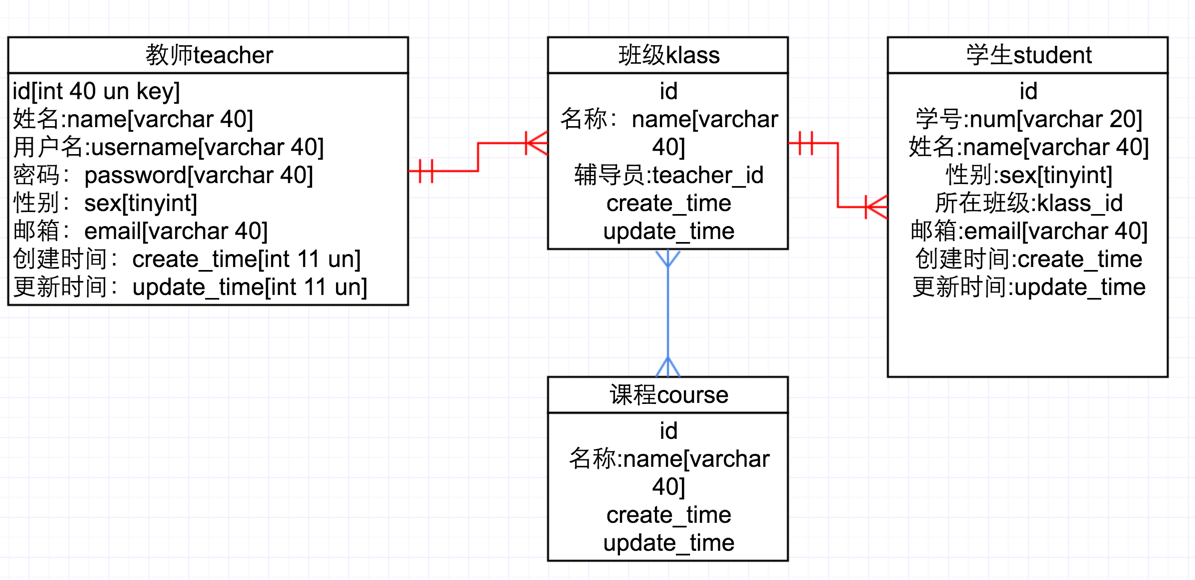 教师teacher
id[int 40 un key]
姓名:name[varchar 40]
用户名:username[varchar 40]
密码：password[varchar 40]
性别：sex[tinyint]
邮箱：email[varchar 40]
创建时间：create_time[int 11 un]
更新时间：update_time[int 11 un]
班级klass
id
名称：name[varchar
40]
辅导员:teacher_id
create_time
update_time
学生student
id
学号:num[varchar 20]
姓名:name[varchar 40]
性别:sex[tinyint]
所在班级:klass_id
邮箱:email[varchar 40]
创建时间:create_time
更新时间:update_time
课程course
id
名称:name[varchar
40]
create_time
update_time